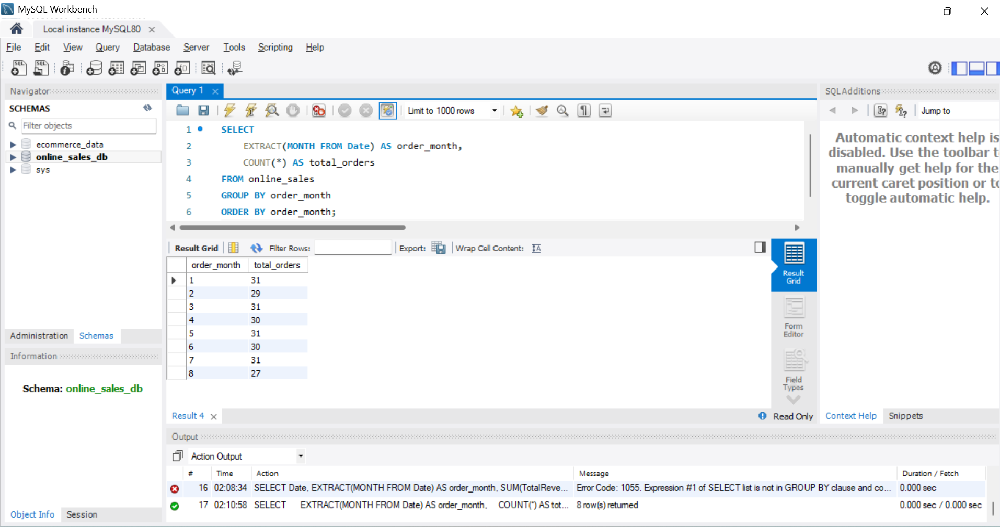 MySQL Workbench
Local instance MySQL80
File Edit View Query Database Server Tools Scripting Help
Navigator
SCHEMAS
Filter objects
ecommerce_data
online_sales_db
sys
Administration Schemas
Information
Schema: online_sales_db
Object Info Session
Query 1
Limit to 1000 rows
1 SELECT
2 EXTRACT(MONTH FROM Date) AS order_month,
3 COUNT(*) AS total_orders
4 FROM online_sales
5 GROUP BY order_month
6 ORDER BY order_month;
Result Grid Filter Rows: Export: Wrap Cell Content:
order_month total_orders
1 31
2 29
3 31
4 30
5 31
6 30
7 31
8 27
Result
Grid
Form
Editor
Field
Types
Result 4
Read Only
SQLAdditions
Jump to
Automatic context help is
disabled. Use the toolbar t
manually get help for the
current caret position or to
toggle automatic help.
Context Help Snippets
Output
Action Output
# Time Action Message Duration / Fetch
16 02:08:34 SELECT Date, EXTRACT(MONTH FROM Date) AS order_month, SUM(TotalReve... Error Code: 1055. Expression #1 of SELECT list is not in GROUP BY clause and co... 0.000 sec
17 02:10:58 SELECT EXTRACT(MONTH FROM Date) AS order_month, COUNT(*) AS tot... 8 row(s) returned 0.000 sec / 0.000 sec